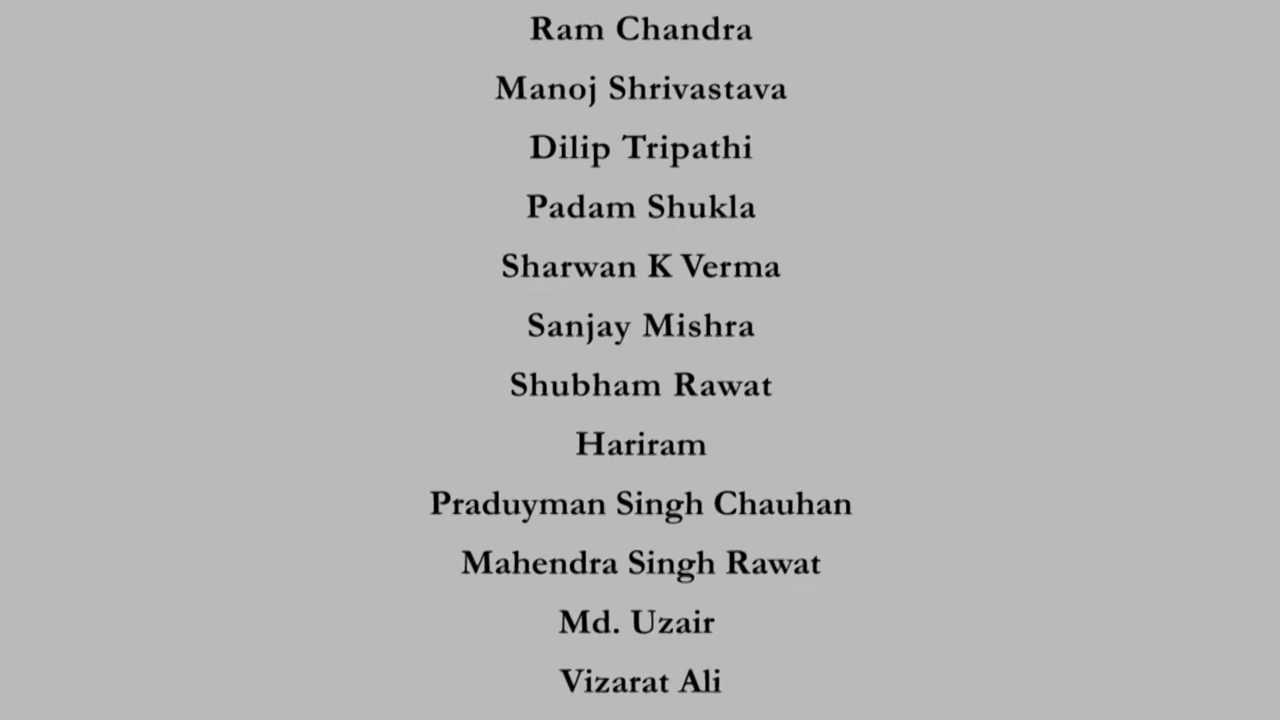 Ram Chandra
Manoj Shrivastava
Dilip Tripathi
Padam Shukla
Sharwan K Verma
Sanjay Mishra
Shubham Rawat
Hariram
Praduyman Singh Chauhan
Mahendra Singh Rawat
Md. Uzair
Vizarat Ali